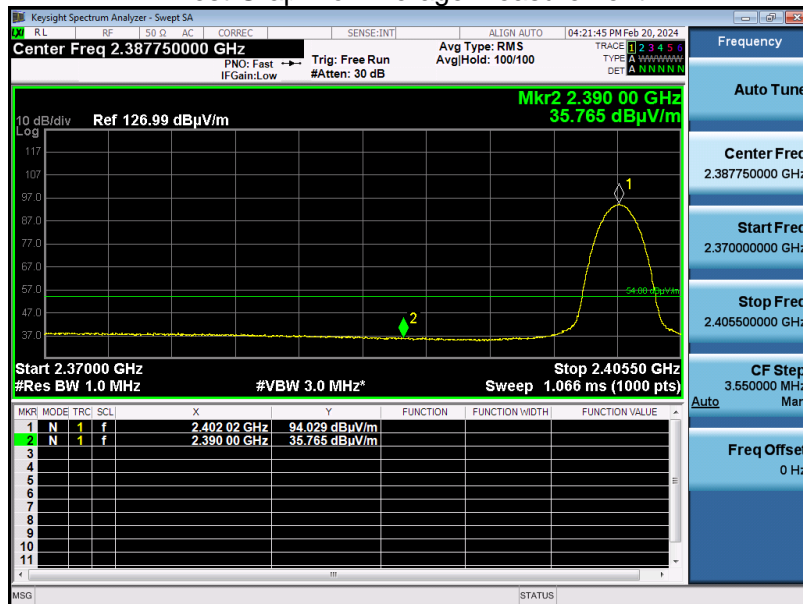 Keysight Spectrum Analyzer - Swept SA
RL RF 50 Ω AC CORREC SENSE:INT ALIGN AUTO 04:21:45 PM Feb 20, 2024
Center Freq 2.387750000 GHz
PNO: Fast
IFGain:Low
Trig: Free Run
#Atten: 30 dB
Avg Type: RMS
Avg|Hold: 100/100
TRACE 1 2 3 4 5 6
TYPE A WWWWW
DET A N N N N N
Mkr2 2.390 00 GHz
35.765 dBµV/m
10 dB/div Ref 126.99 dBµV/m
Log
117
107
97.0
87.0
77.0
67.0
57.0
47.0
37.0
1
2
54.00 dBµV/m
Start 2.37000 GHz Stop 2.40550 GHz
#Res BW 1.0 MHz #VBW 3.0 MHz* Sweep 1.066 ms (1000 pts)
MKR MODE TRC SCL X Y FUNCTION FUNCTION WIDTH FUNCTION VALUE
1 N 1 f 2.402 02 GHz 94.029 dBµV/m
2 N 1 f 2.390 00 GHz 35.765 dBµV/m
3
4
5
6
7
8
9
10
11
MSG STATUS
Frequency
Auto Tune
Center Freq
2.387750000 GHz
Start Freq
2.370000000 GHz
Stop Freq
2.405500000 GHz
CF Step
3.550000 MHz
Auto Man
Freq Offset
0 Hz